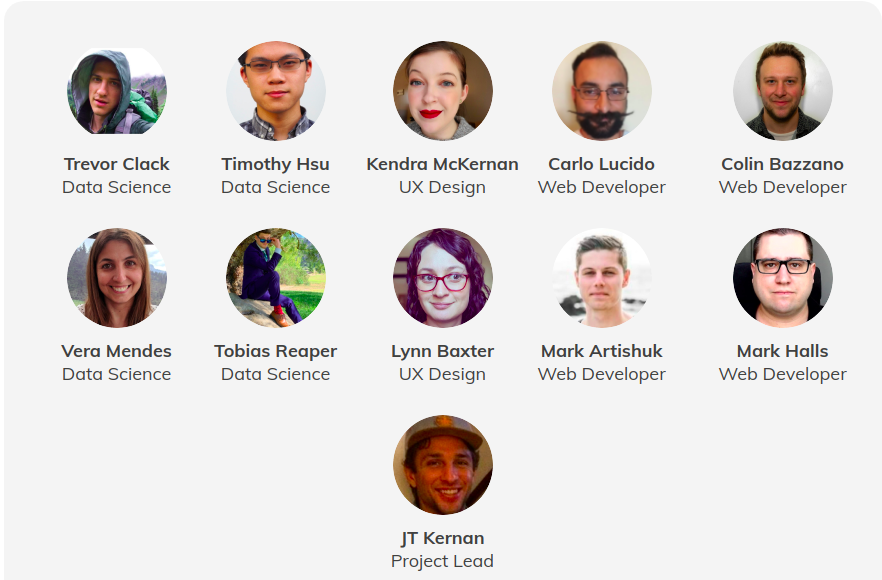 Trevor Clack
Data Science
Timothy Hsu
Data Science
Kendra McKernan
UX Design
Carlo Lucido
Web Developer
Colin Bazzano
Web Developer
Vera Mendes
Data Science
Tobias Reaper
Data Science
Lynn Baxter
UX Design
Mark Artishuk
Web Developer
Mark Halls
Web Developer
JT Kernan
Project Lead